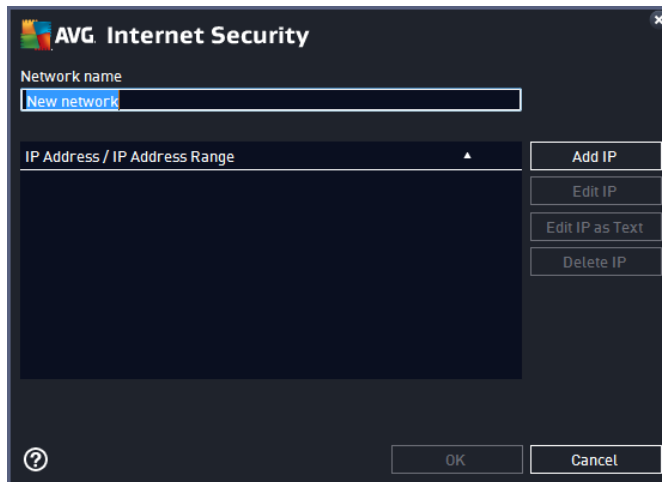 AVG. Internet Security
Network name
New network
IP Address / IP Address Range
Add IP
Edit IP
Edit IP as Text
Delete IP
OK
Cancel